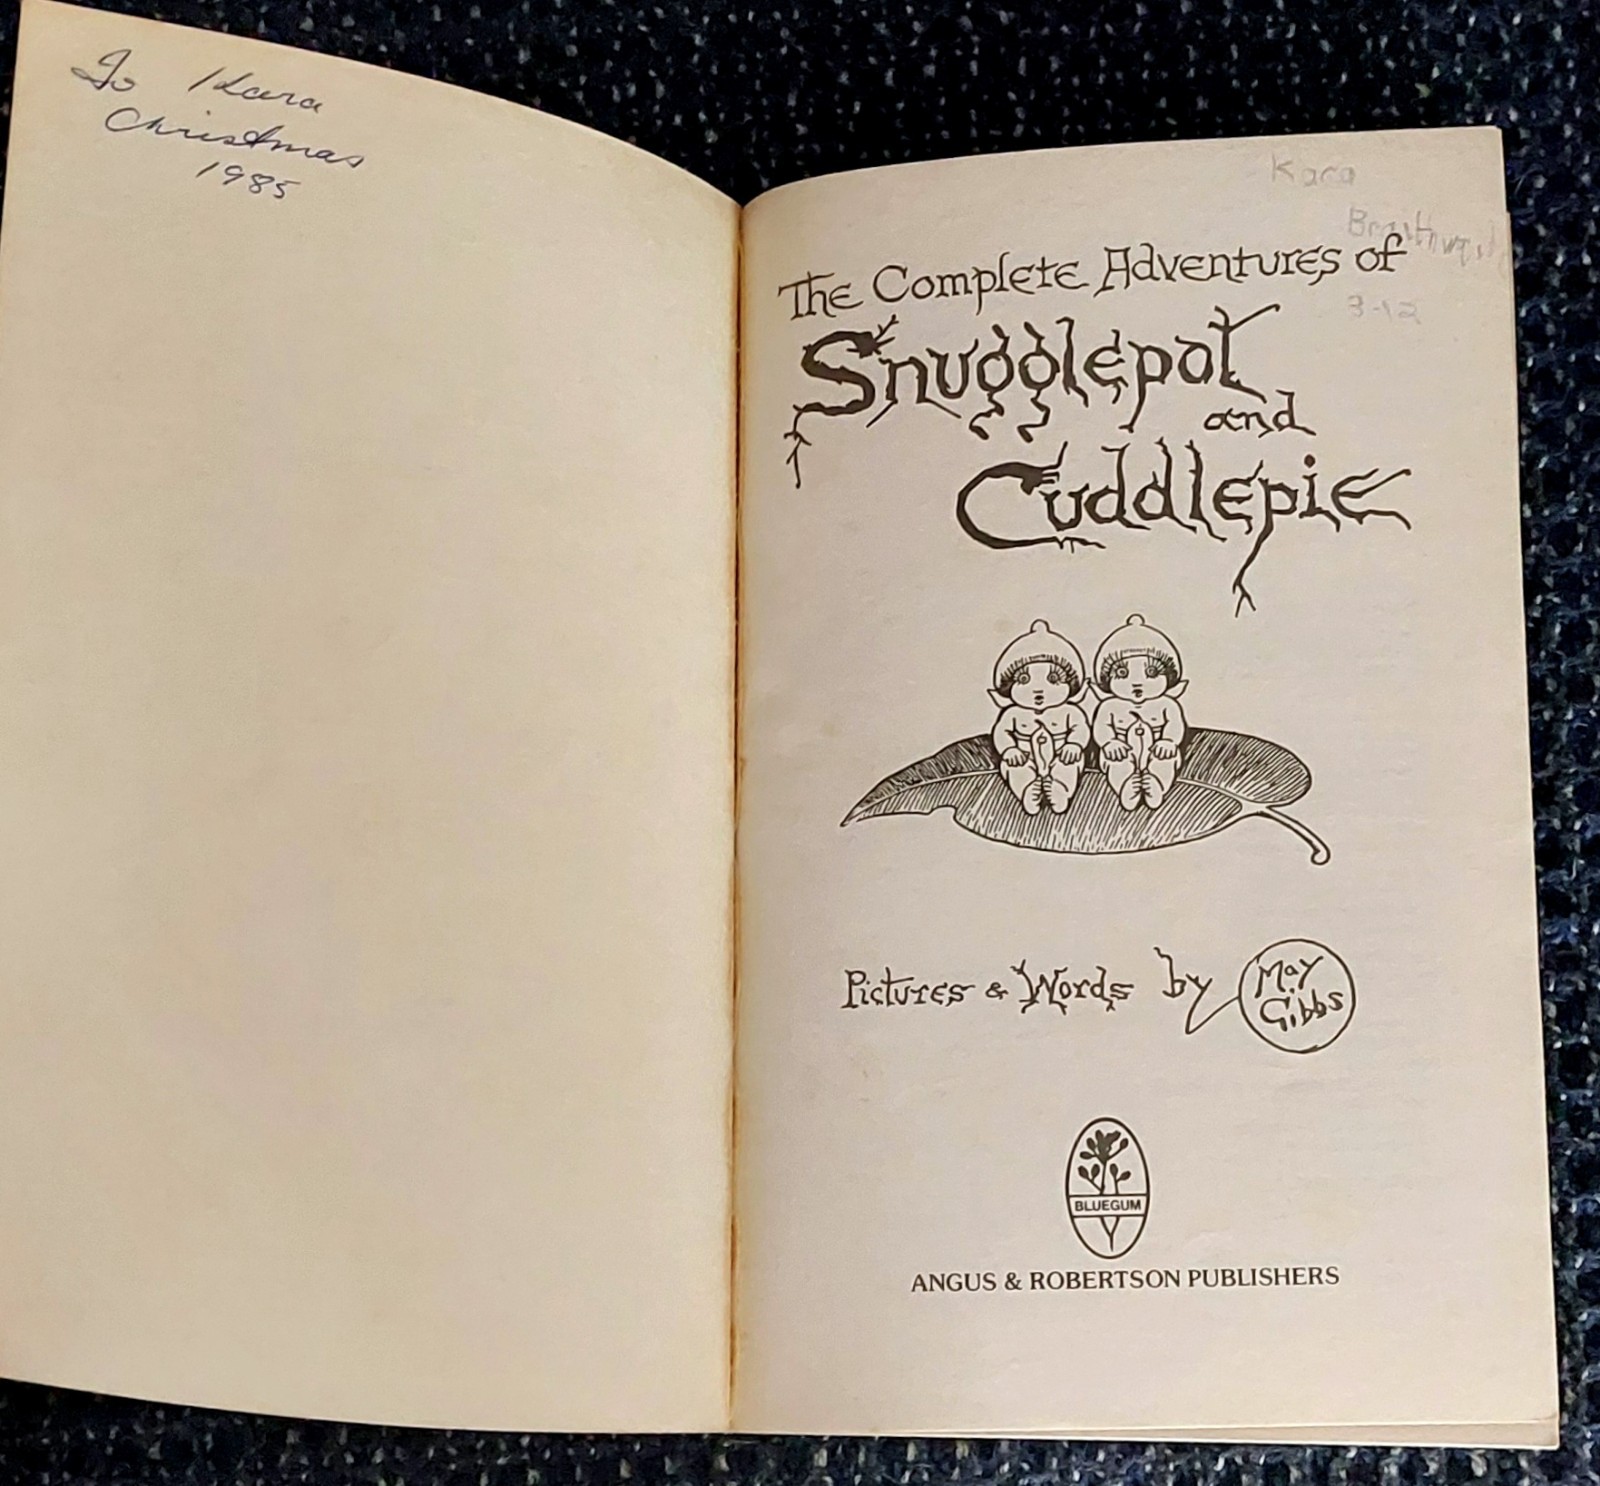 To Kara
Christmas
1985
Kara
Braithwaite
3-12
The Complete Adventures of
Snugglepot
and
Cuddlepie
Pictures & Words by May Gibbs
BLUEGUM
ANGUS & ROBERTSON PUBLISHERS